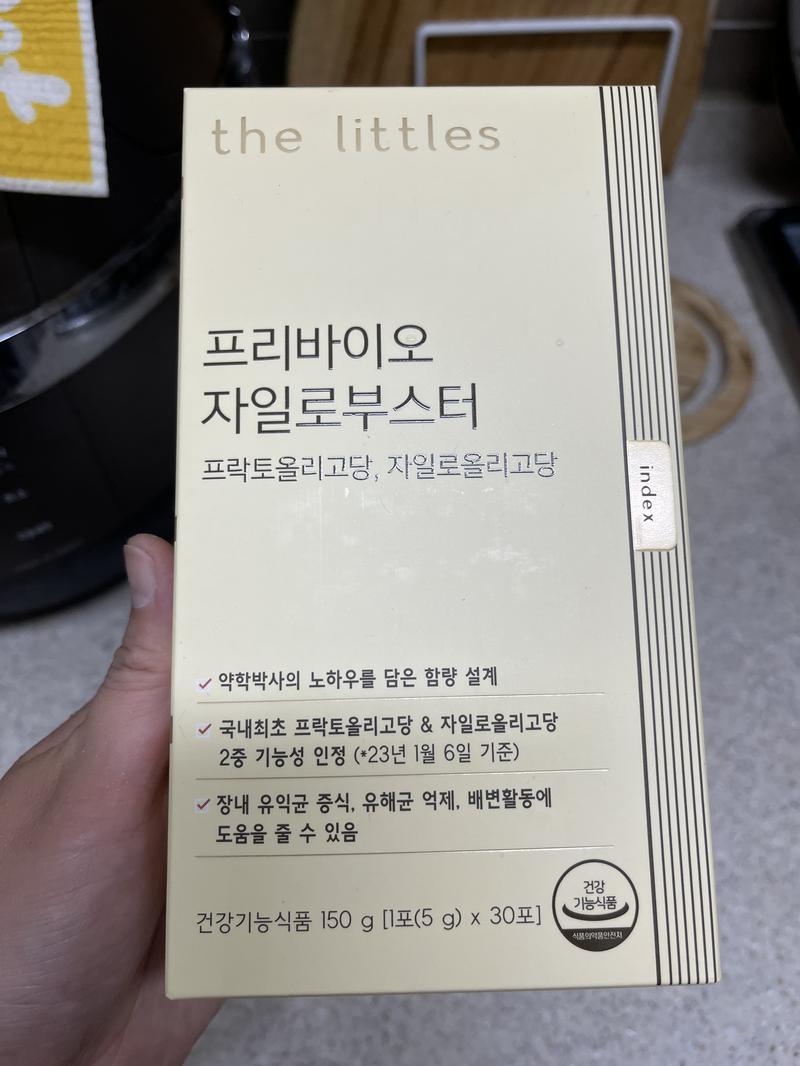 the littles
프리바이오
자일로부스터
프락토올리고당, 자일로올리고당
index
약학박사의 노하우를 담은 함량 설계
국내최초 프락토올리고당 & 자일로올리고당
2중 기능성 인정 (*23년 1월 6일 기준)
장내 유익균 증식, 유해균 억제, 배변활동에
도움을 줄 수 있음
건강기능식품 150 g [1포(5 g) x 30포]
건강
기능식품
식품의약품안전처